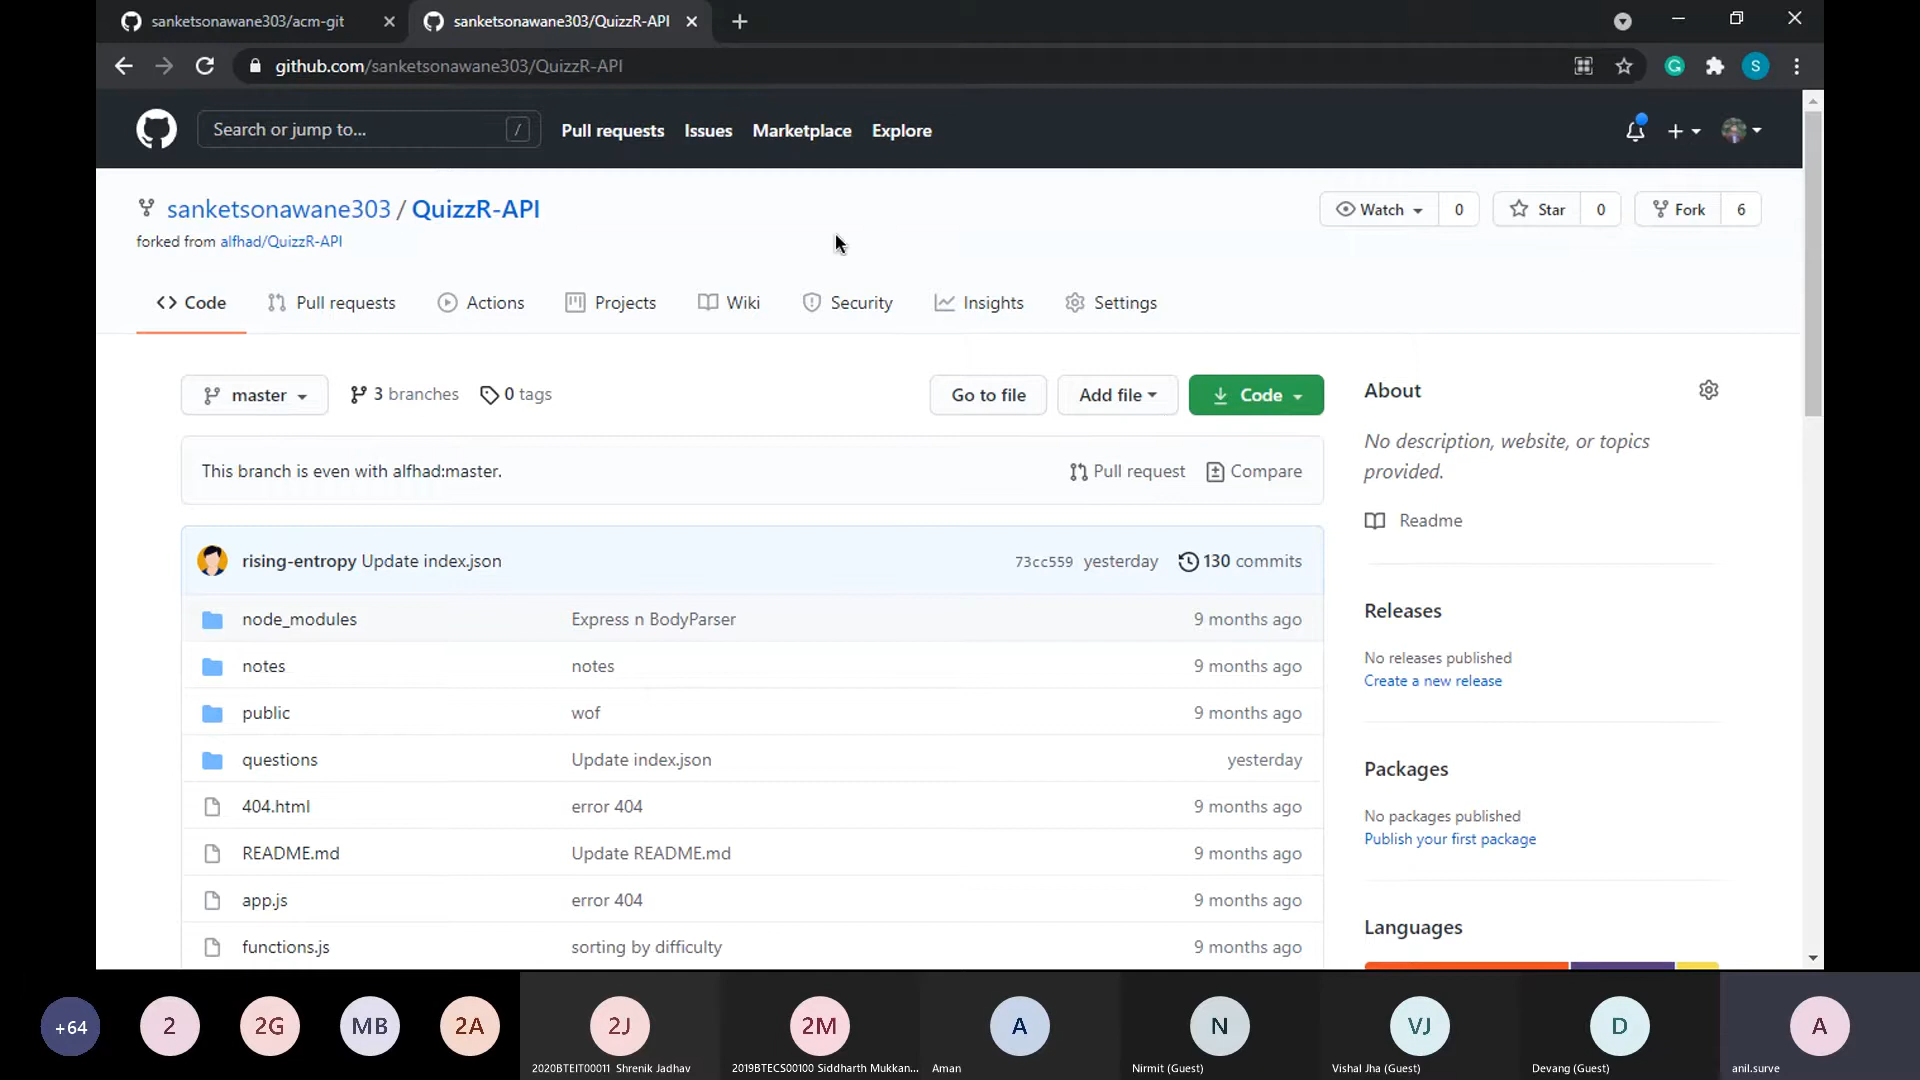 sanketsonawane303/acm-git
sanketsonawane303/QuizzR-API
github.com/sanketsonawane303/QuizzR-API
S
Search or jump to...
/
Pull requests
Issues
Marketplace
Explore
sanketsonawane303 / QuizzR-API
forked from alfhad/QuizzR-API
Watch 0
Star 0
Fork 6
Code
Pull requests
Actions
Projects
Wiki
Security
Insights
Settings
master
3 branches
0 tags
Go to file
Add file
Code
This branch is even with alfhad:master.
Pull request
Compare
rising-entropy Update index.json
73cc559 yesterday
130 commits
node_modules Express n BodyParser 9 months ago
notes notes 9 months ago
public wof 9 months ago
questions Update index.json yesterday
404.html error 404 9 months ago
README.md Update README.md 9 months ago
app.js error 404 9 months ago
functions.js sorting by difficulty 9 months ago
About
No description, website, or topics
provided.
Readme
Releases
No releases published
Create a new release
Packages
No packages published
Publish your first package
Languages
+64
2
2G
MB
2A
2J
2020BTEIT00011 Shrenik Jadhav
2M
2019BTECS00100 Siddharth Mukkan...
A
Aman
N
Nirmit (Guest)
VJ
Vishal Jha (Guest)
D
Devang (Guest)
A
anil.surve